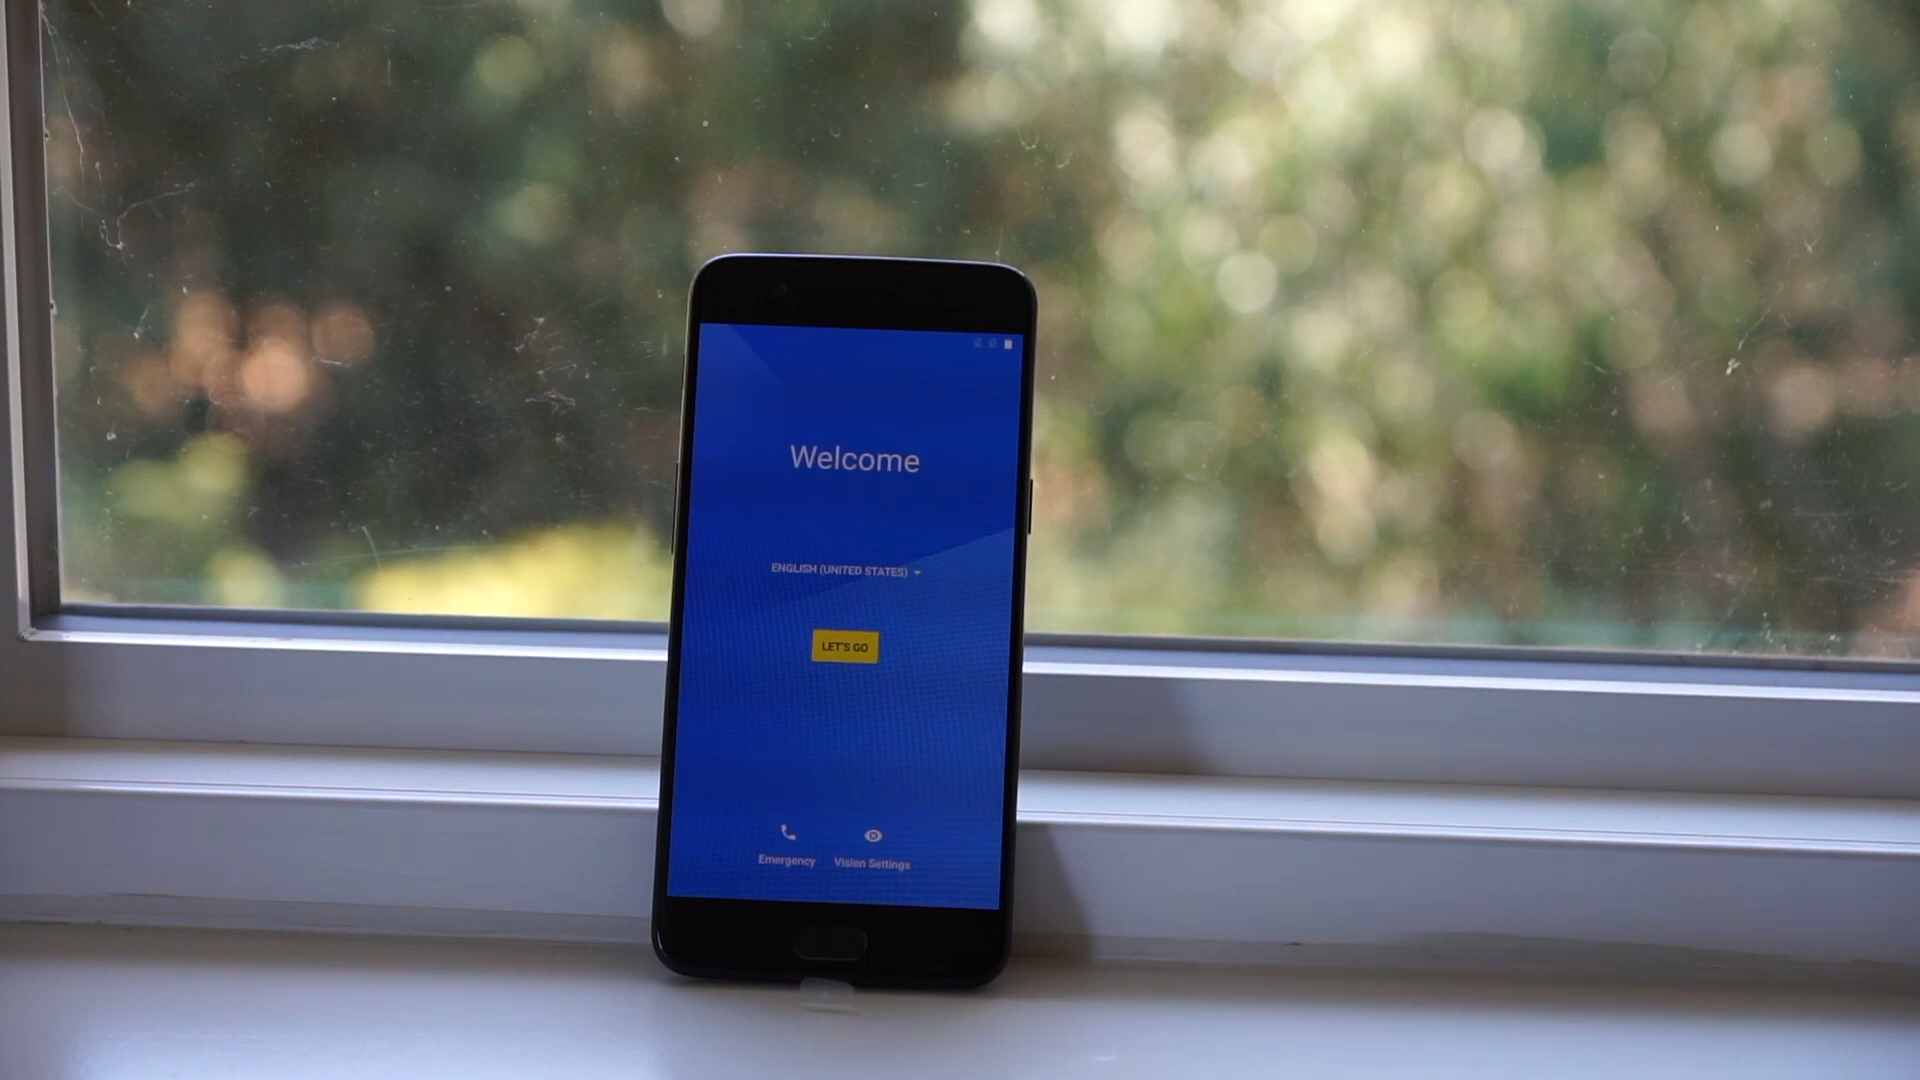 Welcome
ENGLISH (UNITED STATES)
LET'S GO
Emergency
Vision Settings